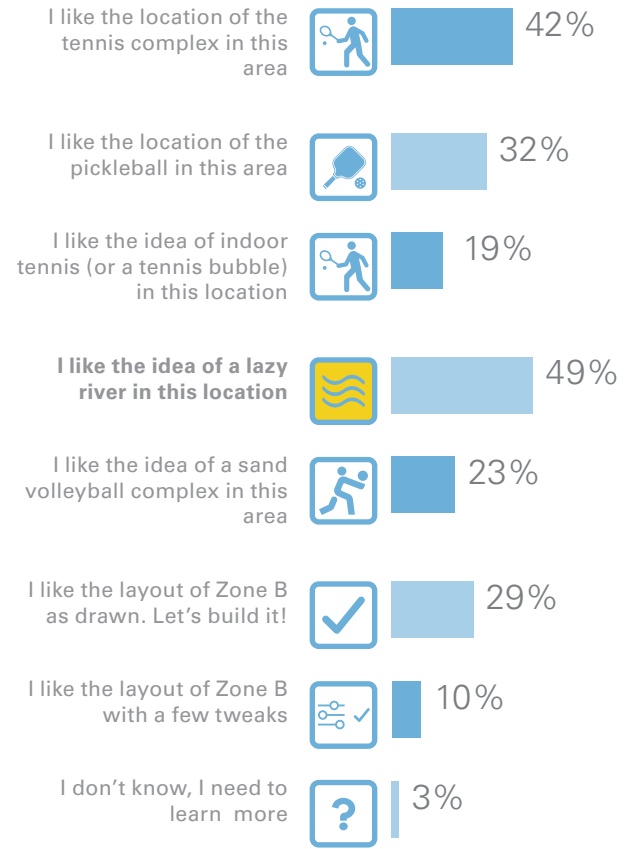 I like the location of the
tennis complex in this
area
42%
I like the location of the
pickleball in this area
32%
I like the idea of indoor
tennis (or a tennis bubble)
in this location
19%
I like the idea of a lazy
river in this location
49%
I like the idea of a sand
volleyball complex in this
area
23%
I like the layout of Zone B
as drawn. Let’s build it!
29%
I like the layout of Zone B
with a few tweaks
10%
I don’t know, I need to
learn  more
?
3%